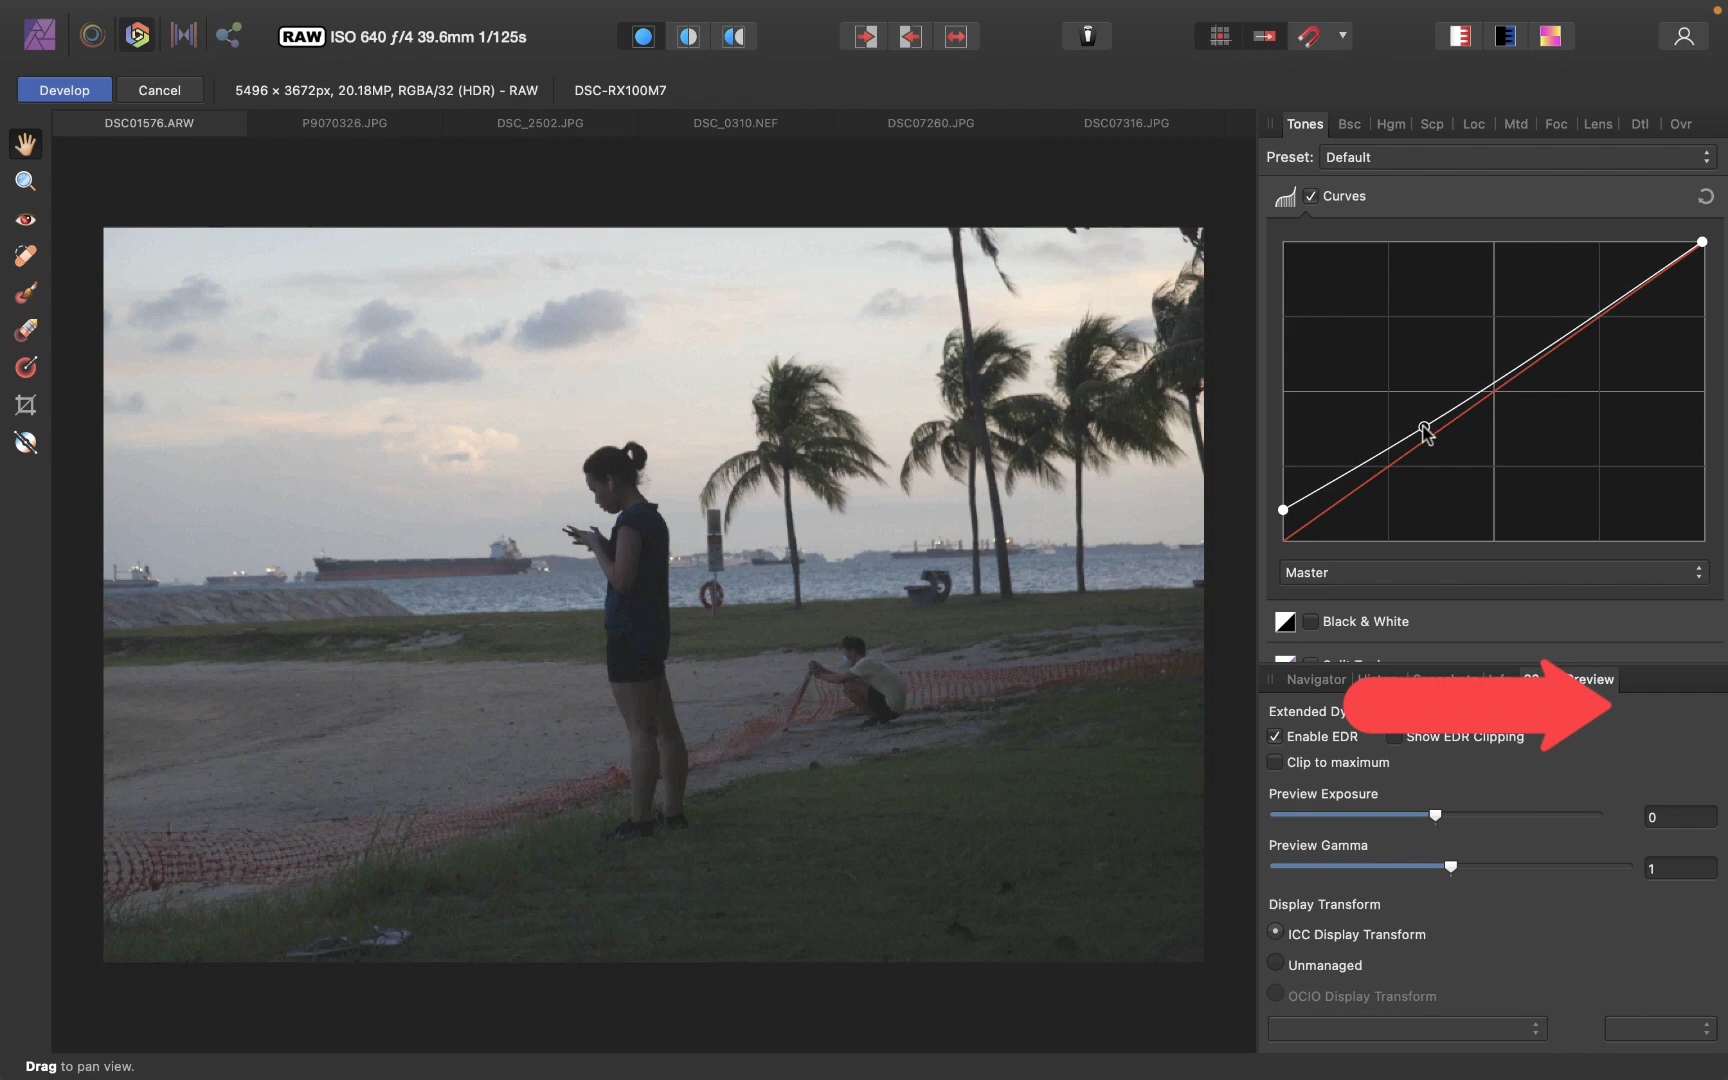 RAW ISO 640 ƒ/4 39.6mm 1/125s
Develop Cancel 5496 × 3672px, 20.18MP, RGBA/32 (HDR) - RAW DSC-RX100M7
DSC01576.ARW P9070326.JPG DSC_2502.JPG DSC_0310.NEF DSC07260.JPG DSC07316.JPG
Tones Bsc Hgm Scp Loc Mtd Foc Lens Dtl Ovr
Preset: Default
Curves
Master
Black & White
Navigator Preview
Extended
Enable EDR Show EDR Clipping
Clip to maximum
Preview Exposure
0
Preview Gamma
1
Display Transform
ICC Display Transform
Unmanaged
OCIO Display Transform
Drag to pan view.